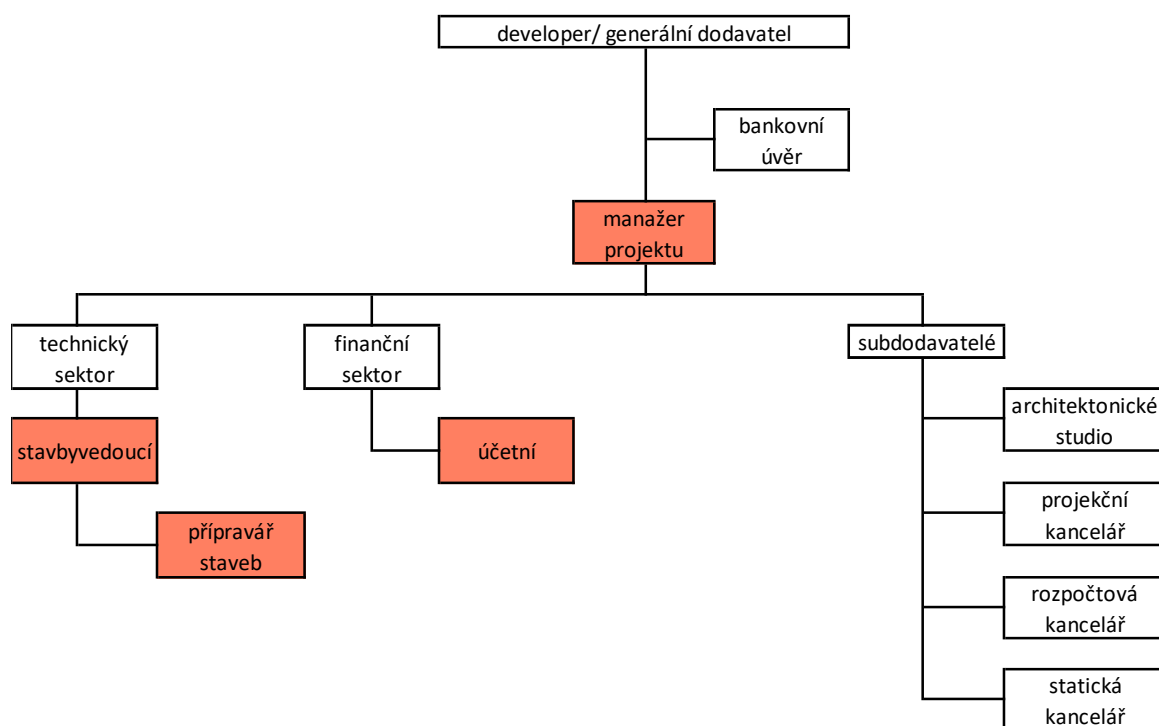 developer/ generální dodavatel
bankovní
úvěr
manažer
projektu
technický
sektor
finanční
sektor
subdodavatelé
architektonické
studio
stavbyvedoucí
účetní
projekční
kancelář
přípravář
staveb
rozpočtová
kancelář
statická
kancelář